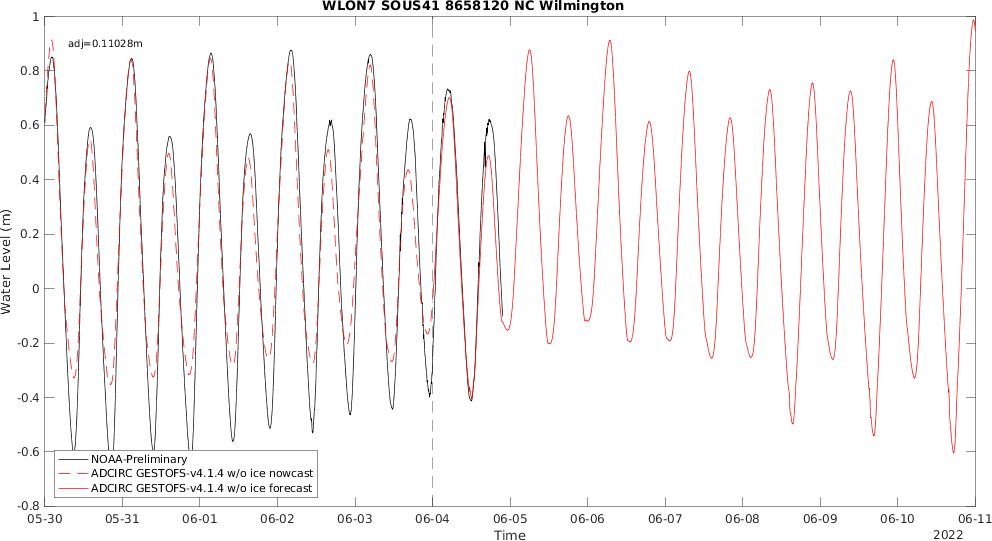 WLON7 SOUS41 8658120 NC Wilmington
adj=0.11028m
Water Level (m)
1
0.8
0.6
0.4
0.2
0
-0.2
-0.4
-0.6
-0.8
NOAA-Preliminary
ADCIRC GESTOFS-v4.1.4 w/o ice nowcast
ADCIRC GESTOFS-v4.1.4 w/o ice forecast
05-30 05-31 06-01 06-02 06-03 06-04 06-05 06-06 06-07 06-08 06-09 06-10 06-11
Time
2022